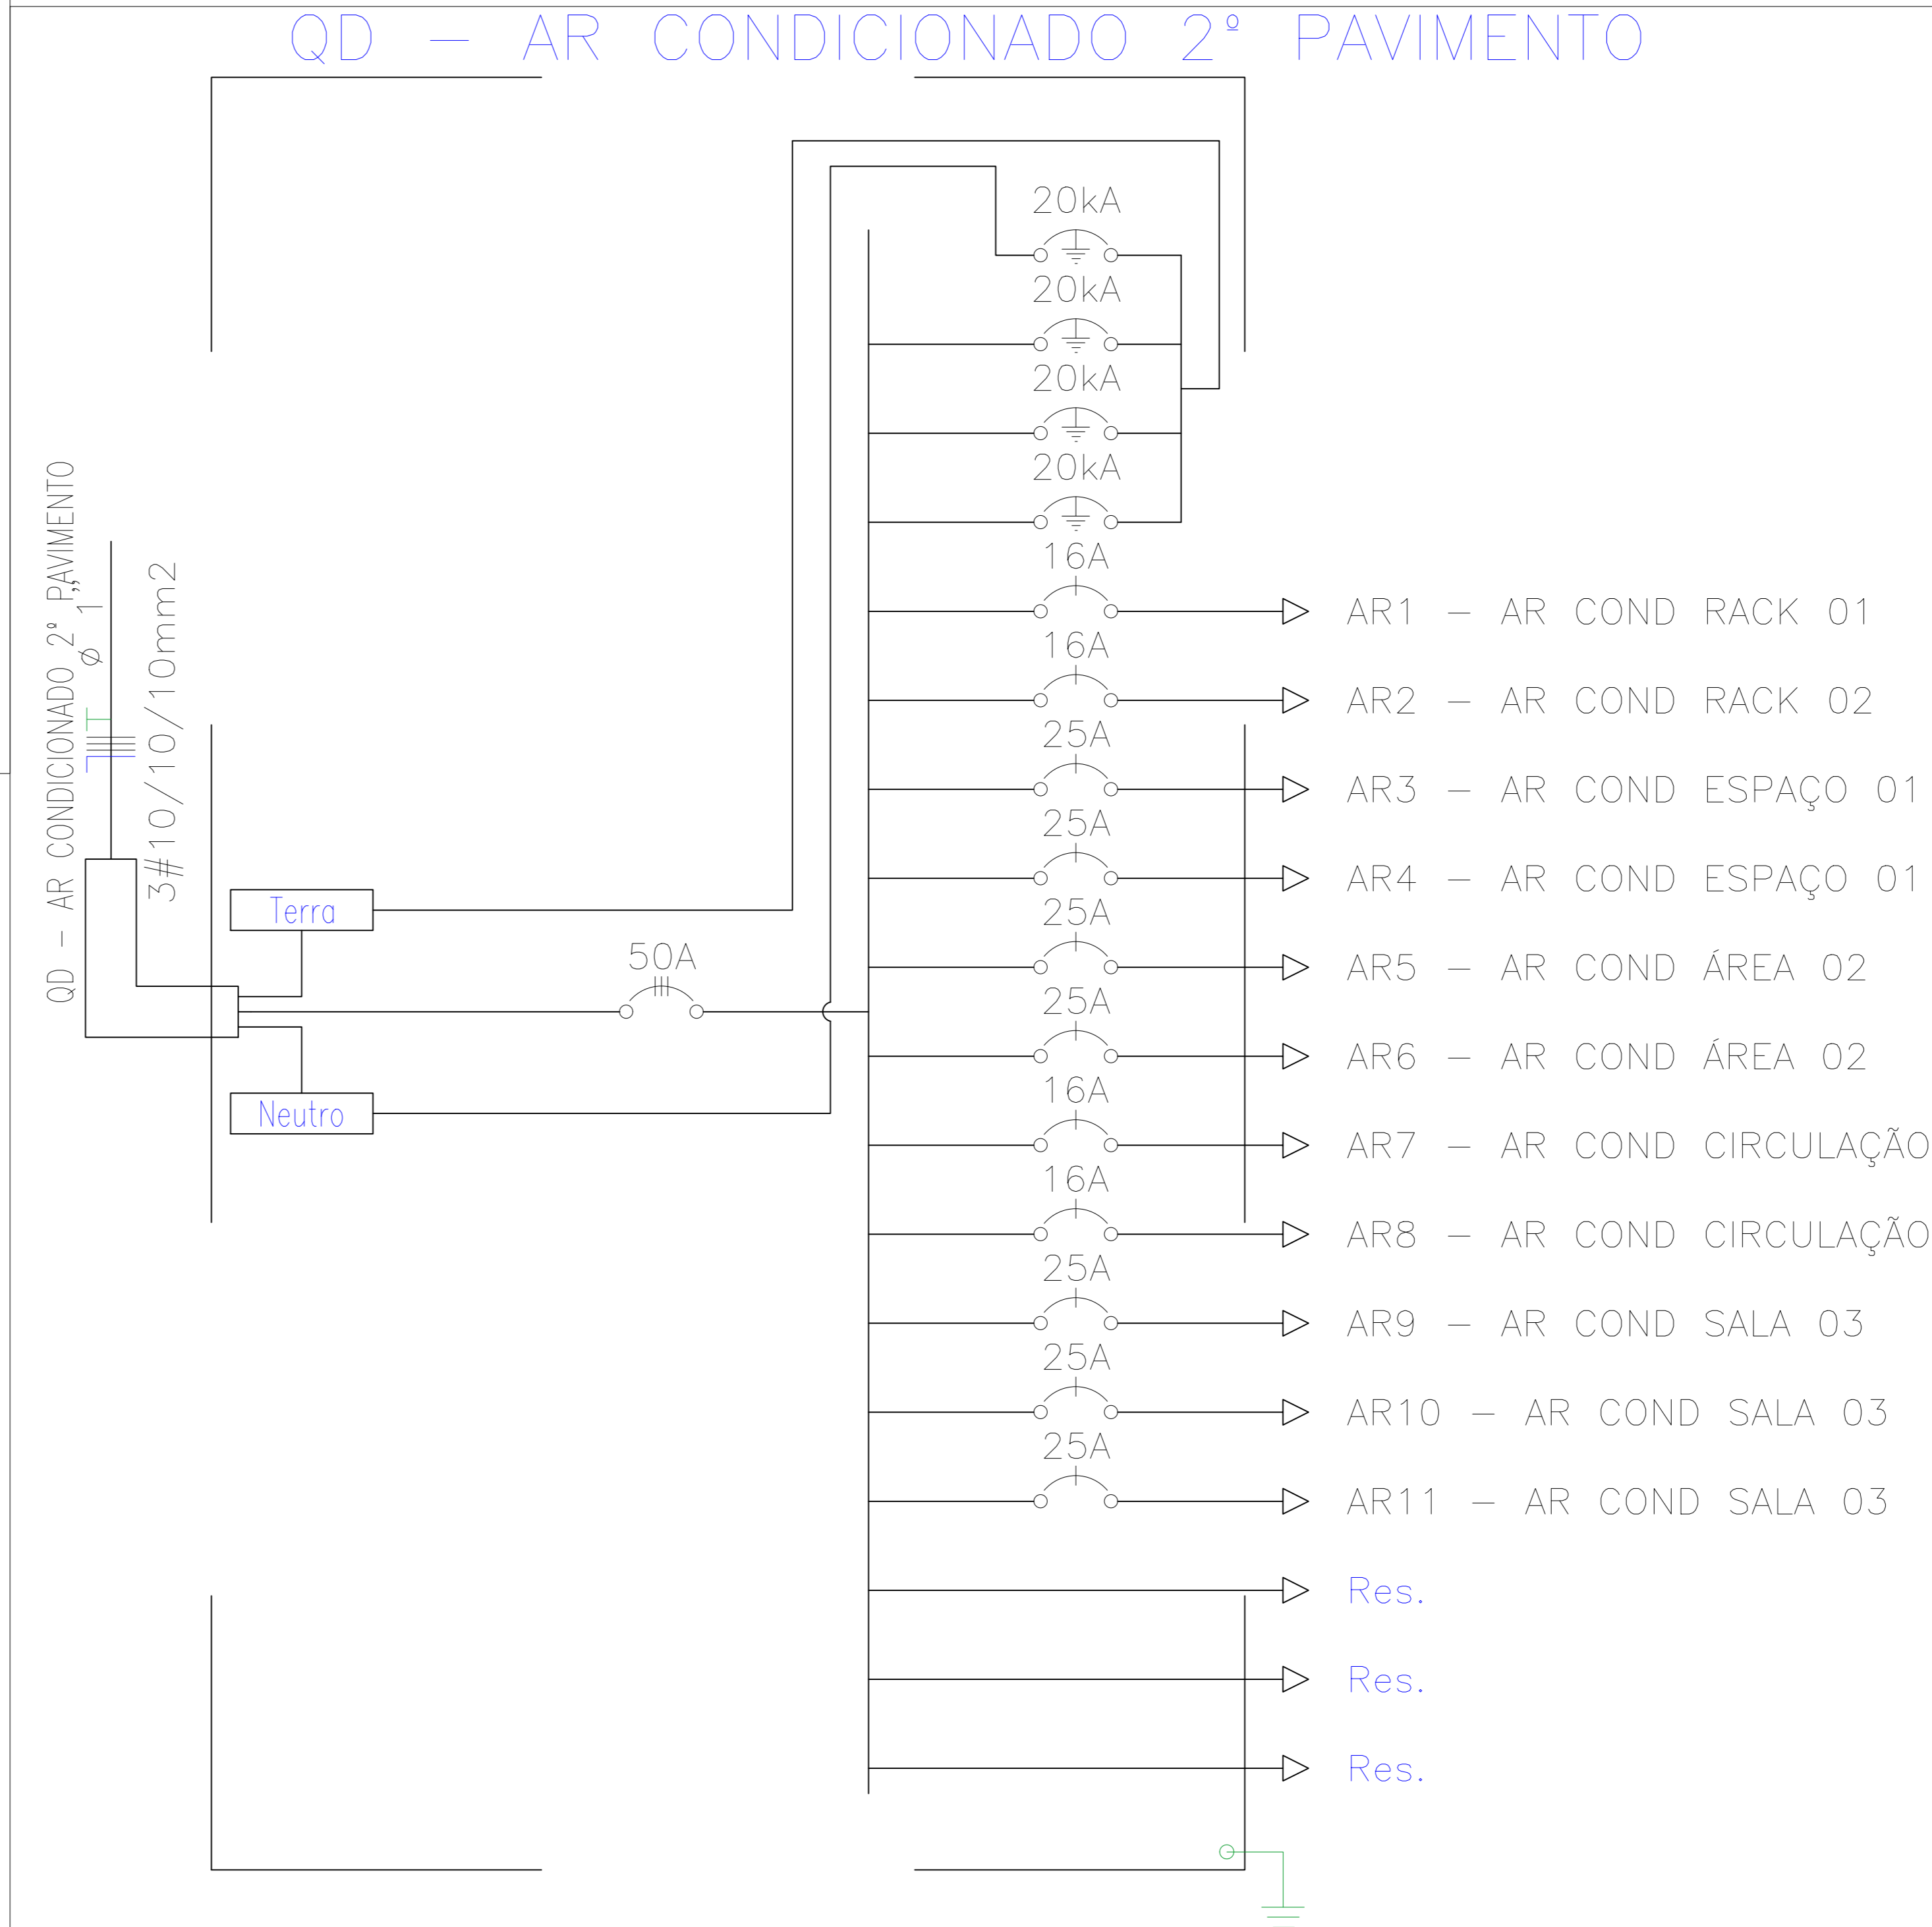 QD - AR CONDICIONADO 2º PAVIMENTO
20kA
20kA
20kA
20kA
16A
AR1 - AR COND RACK 01
16A
AR2 - AR COND RACK 02
25A
AR3 - AR COND ESPAÇO 01
25A
AR4 - AR COND ESPAÇO 01
25A
AR5 - AR COND ÁREA 02
25A
AR6 - AR COND ÁREA 02
16A
AR7 - AR COND CIRCULAÇÃO
16A
AR8 - AR COND CIRCULAÇÃO
25A
AR9 - AR COND SALA 03
25A
AR10 - AR COND SALA 03
25A
AR11 - AR COND SALA 03
Res.
Res.
Res.
QD - AR CONDICIONADO 2º PAVIMENTO
ø 1"
3#10/10/10mm2
Terra
50A
Neutro